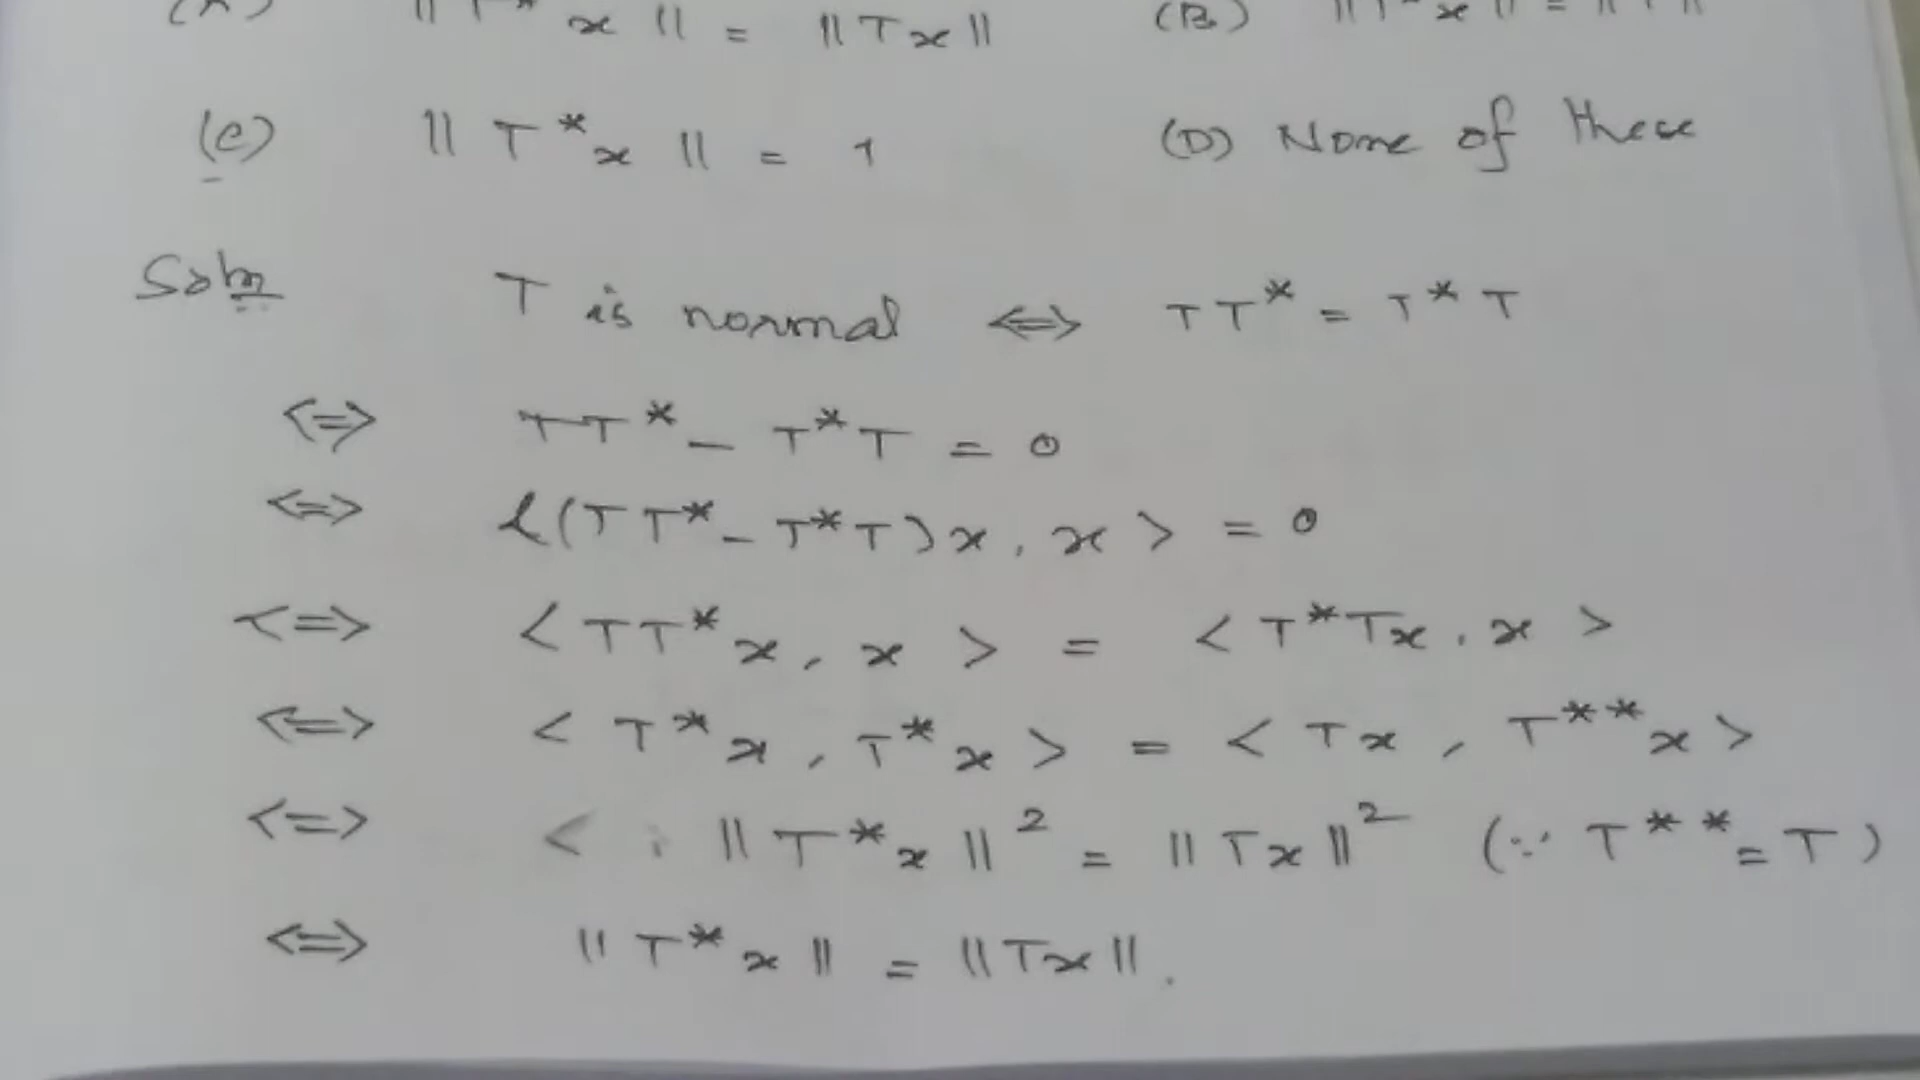 (A) || T* x || = || Tx ||   (B) || T* x || = || T ||
(C) || T* x || = 1   (D) None of these
Soln T is normal <=> TT* = T*T
<=> TT* - T*T = 0
<=> <(TT* - T*T)x, x> = 0
<=> <TT*x, x> = <T*Tx, x>
<=> <T*x, T*x> = <Tx, T**x>
<=> < || T*x ||² = || Tx ||² (∵ T** = T)
<=> || T*x || = || Tx ||.